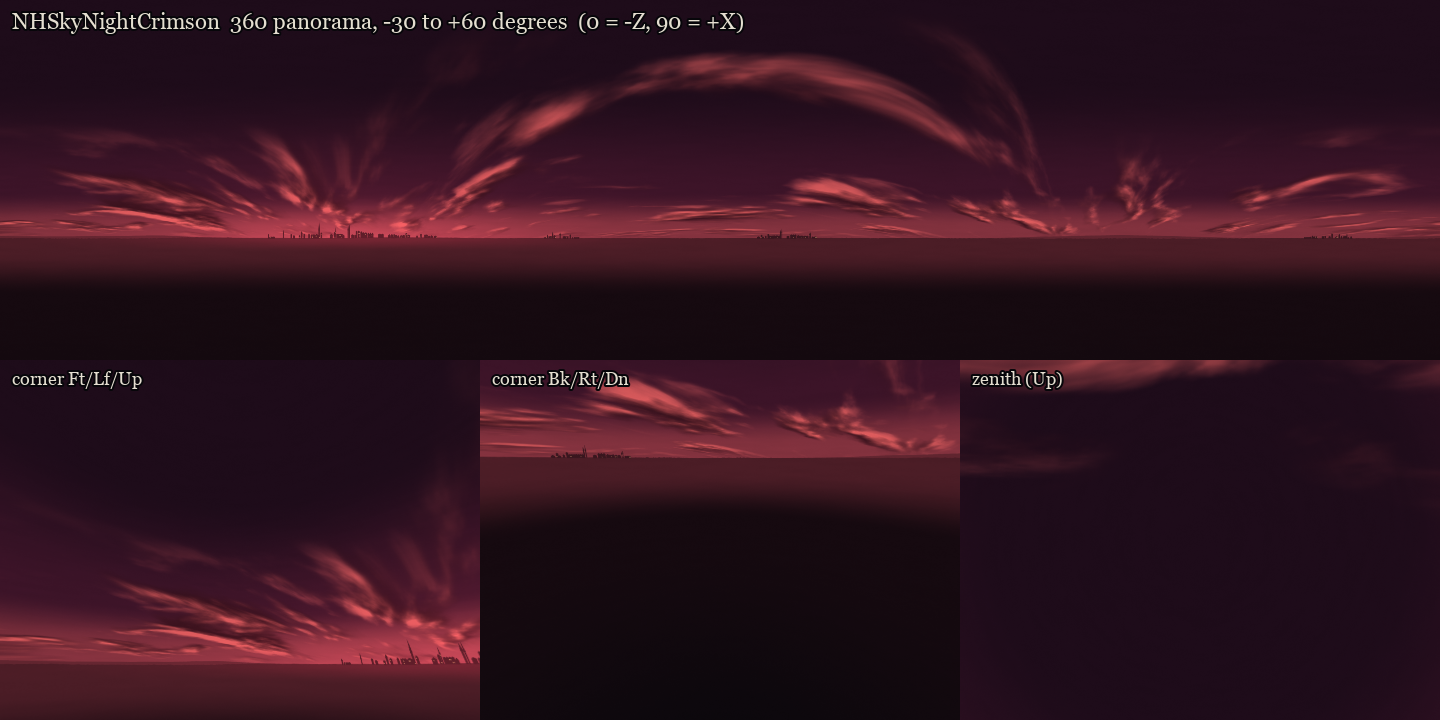 NHSkyNightCrimson 360 panorama, -30 to +60 degrees (0 = -Z, 90 = +X)
corner Ft/Lf/Up
corner Bk/Rt/Dn
zenith (Up)